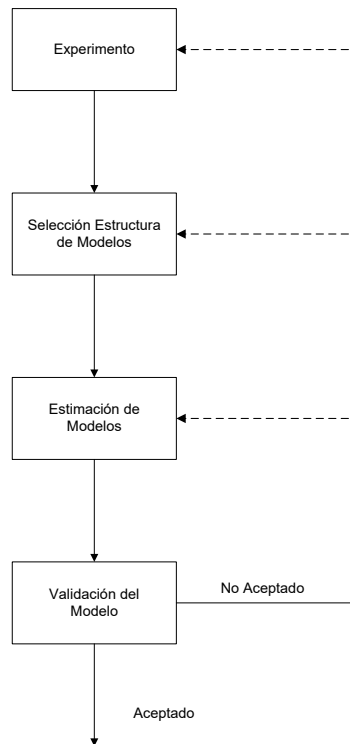 Experimento
Selección Estructura
de Modelos
Estimación de
Modelos
Validación del
Modelo
No Aceptado
Aceptado